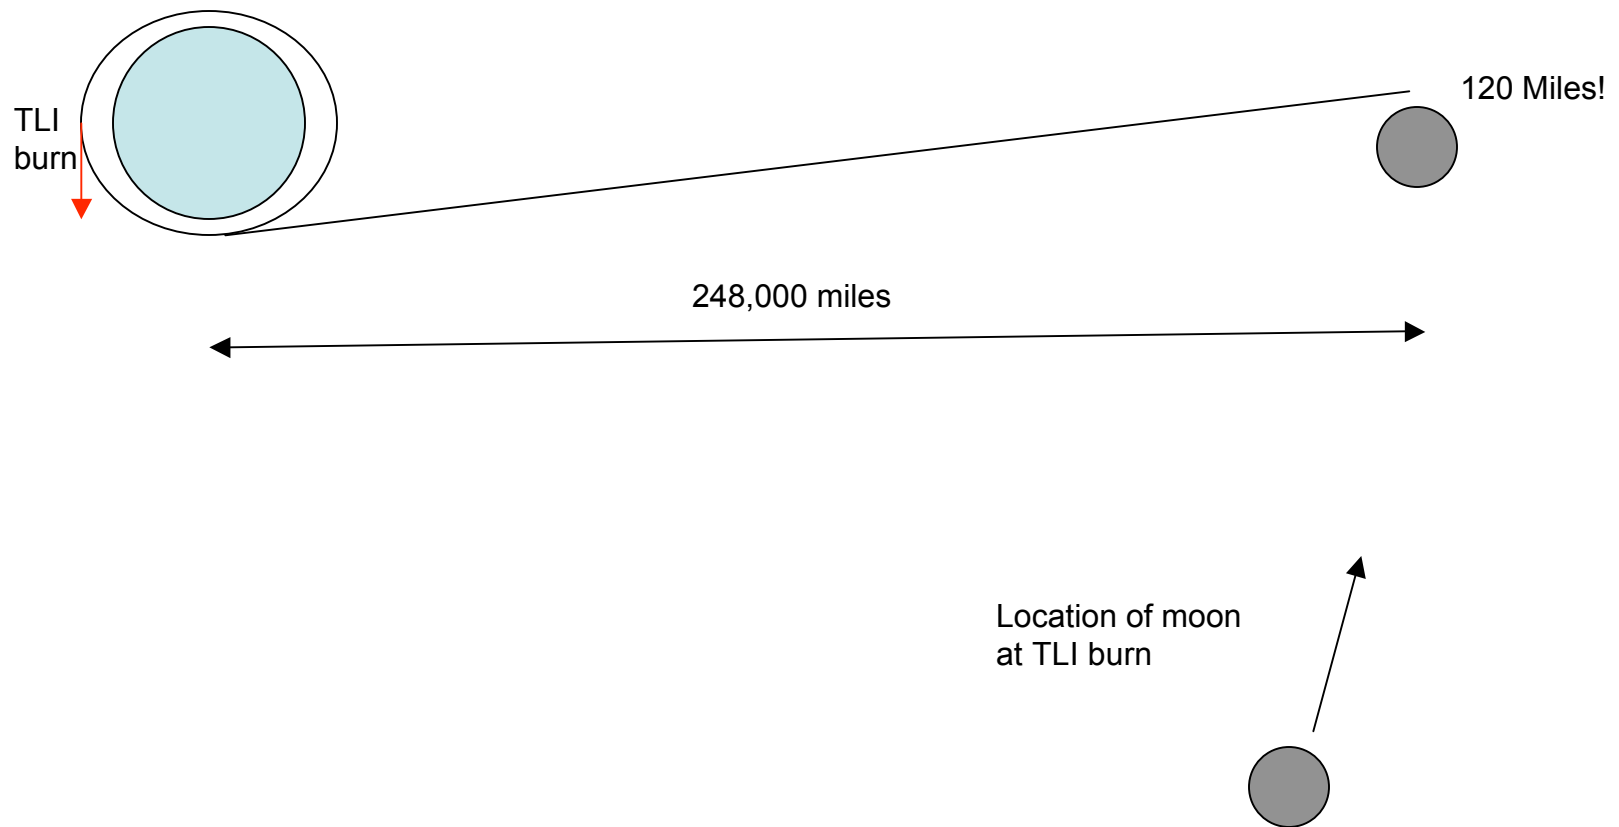 120 Miles!
TLI
burn
248,000 miles
Location of moon
at TLI burn